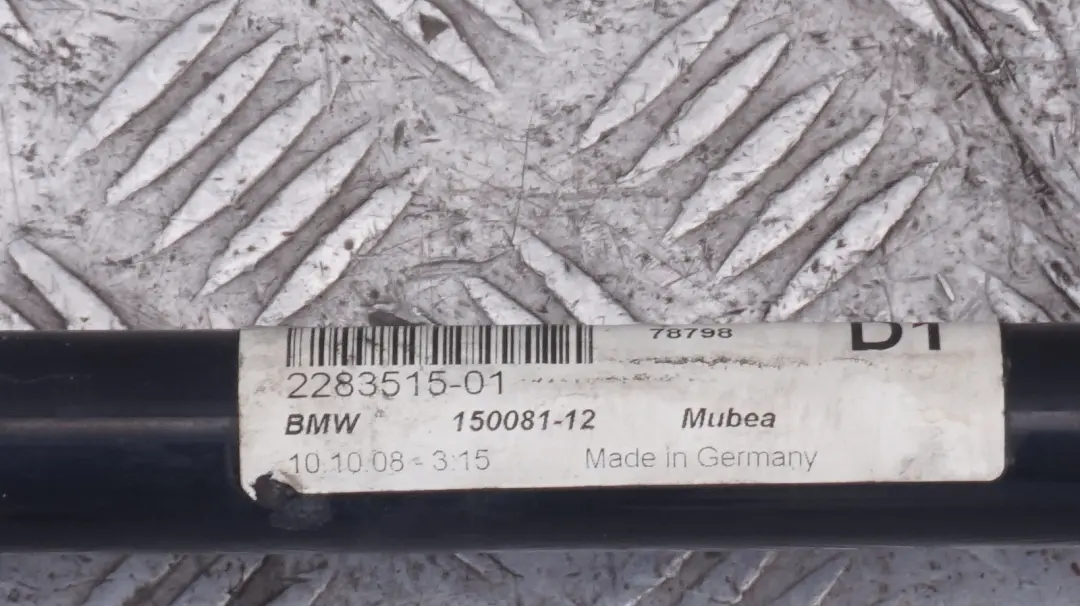 78798 D1
2283515-01
BMW 150081-12 Mubea
10.10.08 - 3:15 Made in Germany